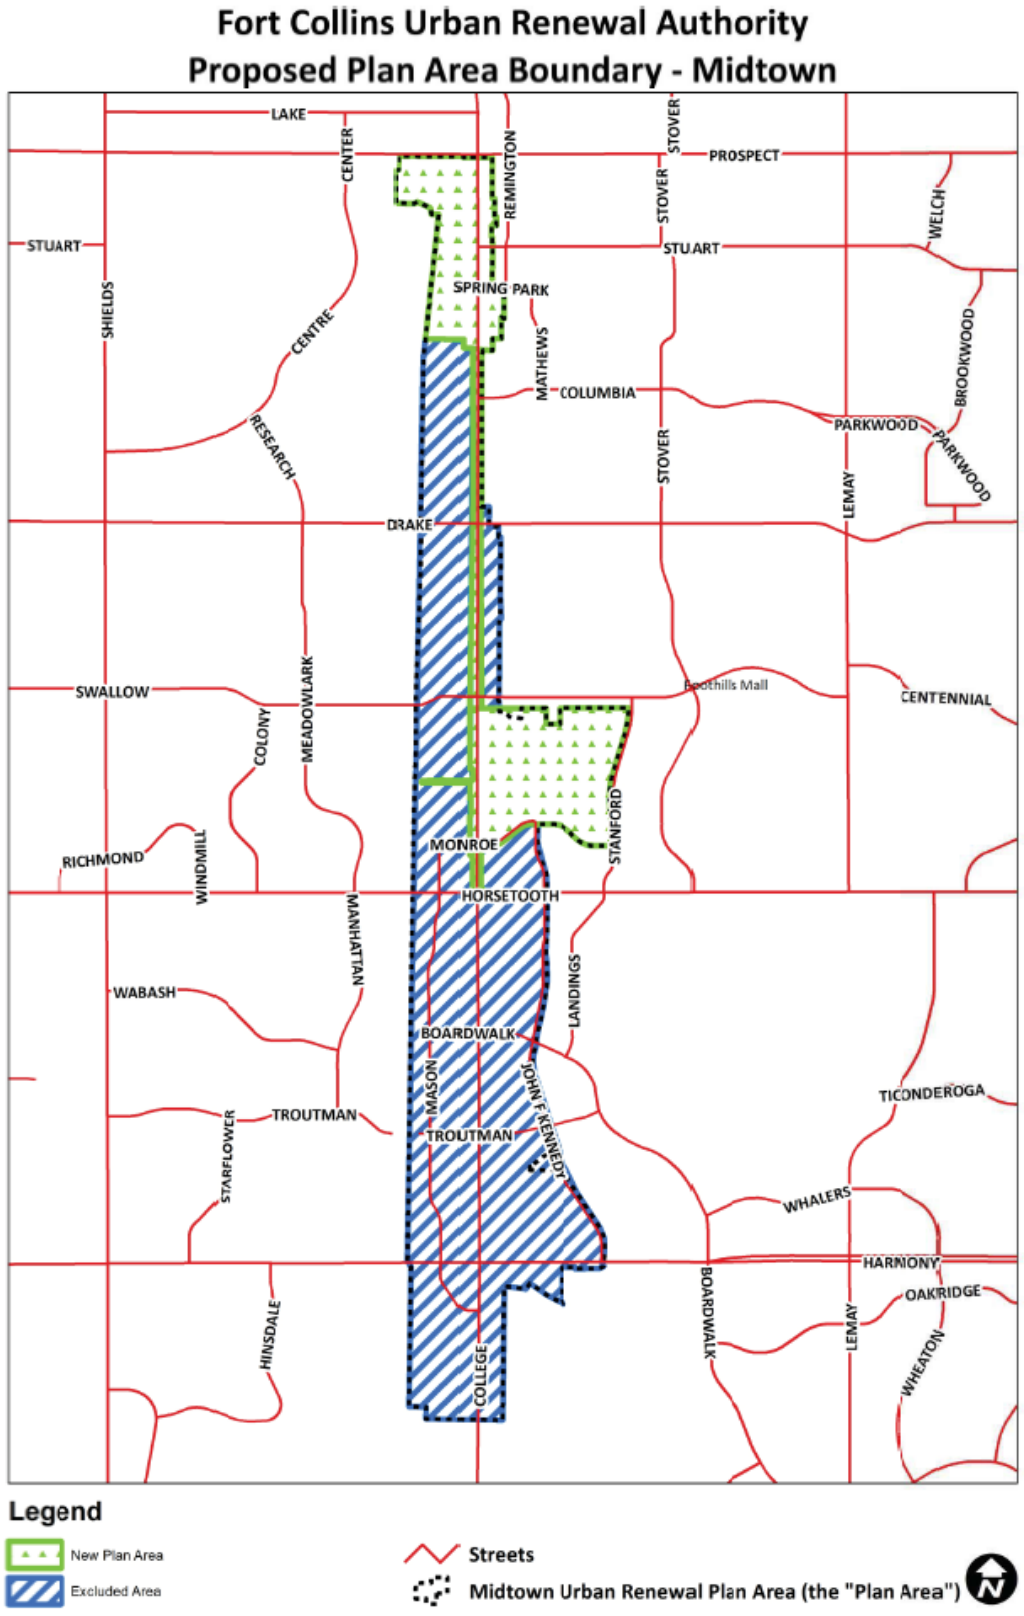 Fort Collins Urban Renewal Authority
Proposed Plan Area Boundary - Midtown
LAKE
CENTER
REMINGTON
STOVER
PROSPECT
STOVER
WELCH
STUART
STUART
SHIELDS
SPRING PARK
CENTRE
MATHEWS
BROOKWOOD
COLUMBIA
PARKWOOD
PARKWOOD
RESEARCH
STOVER
LEMAY
DRAKE
SWALLOW
MEADOWLARK
Foothills Mall
CENTENNIAL
COLONY
STANFORD
MONROE
RICHMOND
WINDMILL
HORSETOOTH
MANHATTAN
LANDINGS
WABASH
BOARDWALK
MASON
JOHN F KENNEDY
TICONDEROGA
TROUTMAN
TROUTMAN
STARFLOWER
WHALERS
HARMONY
OAKRIDGE
BOARDWALK
HINSDALE
LEMAY
WHEATON
COLLEGE
Legend
New Plan Area
Streets
Excluded Area
Midtown Urban Renewal Plan Area (the "Plan Area")
N